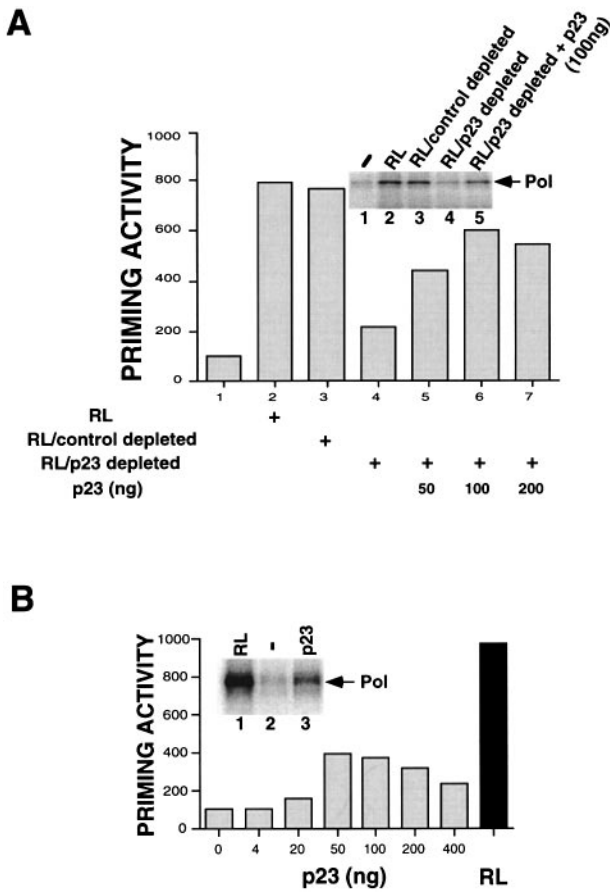 A
RL
RL/control depleted
RL/p23 depleted
RL/p23 depleted + p23
(100ng)
Pol
1 2 3 4 5
PRIMING ACTIVITY
1000
800
600
400
200
0
1 2 3 4 5 6 7
RL +
RL/control depleted +
RL/p23 depleted + + + +
p23 (ng) 50 100 200
B
RL - p23
Pol
1 2 3
PRIMING ACTIVITY
1000
800
600
400
200
0
0 4 20 50 100 200 400
p23 (ng) RL